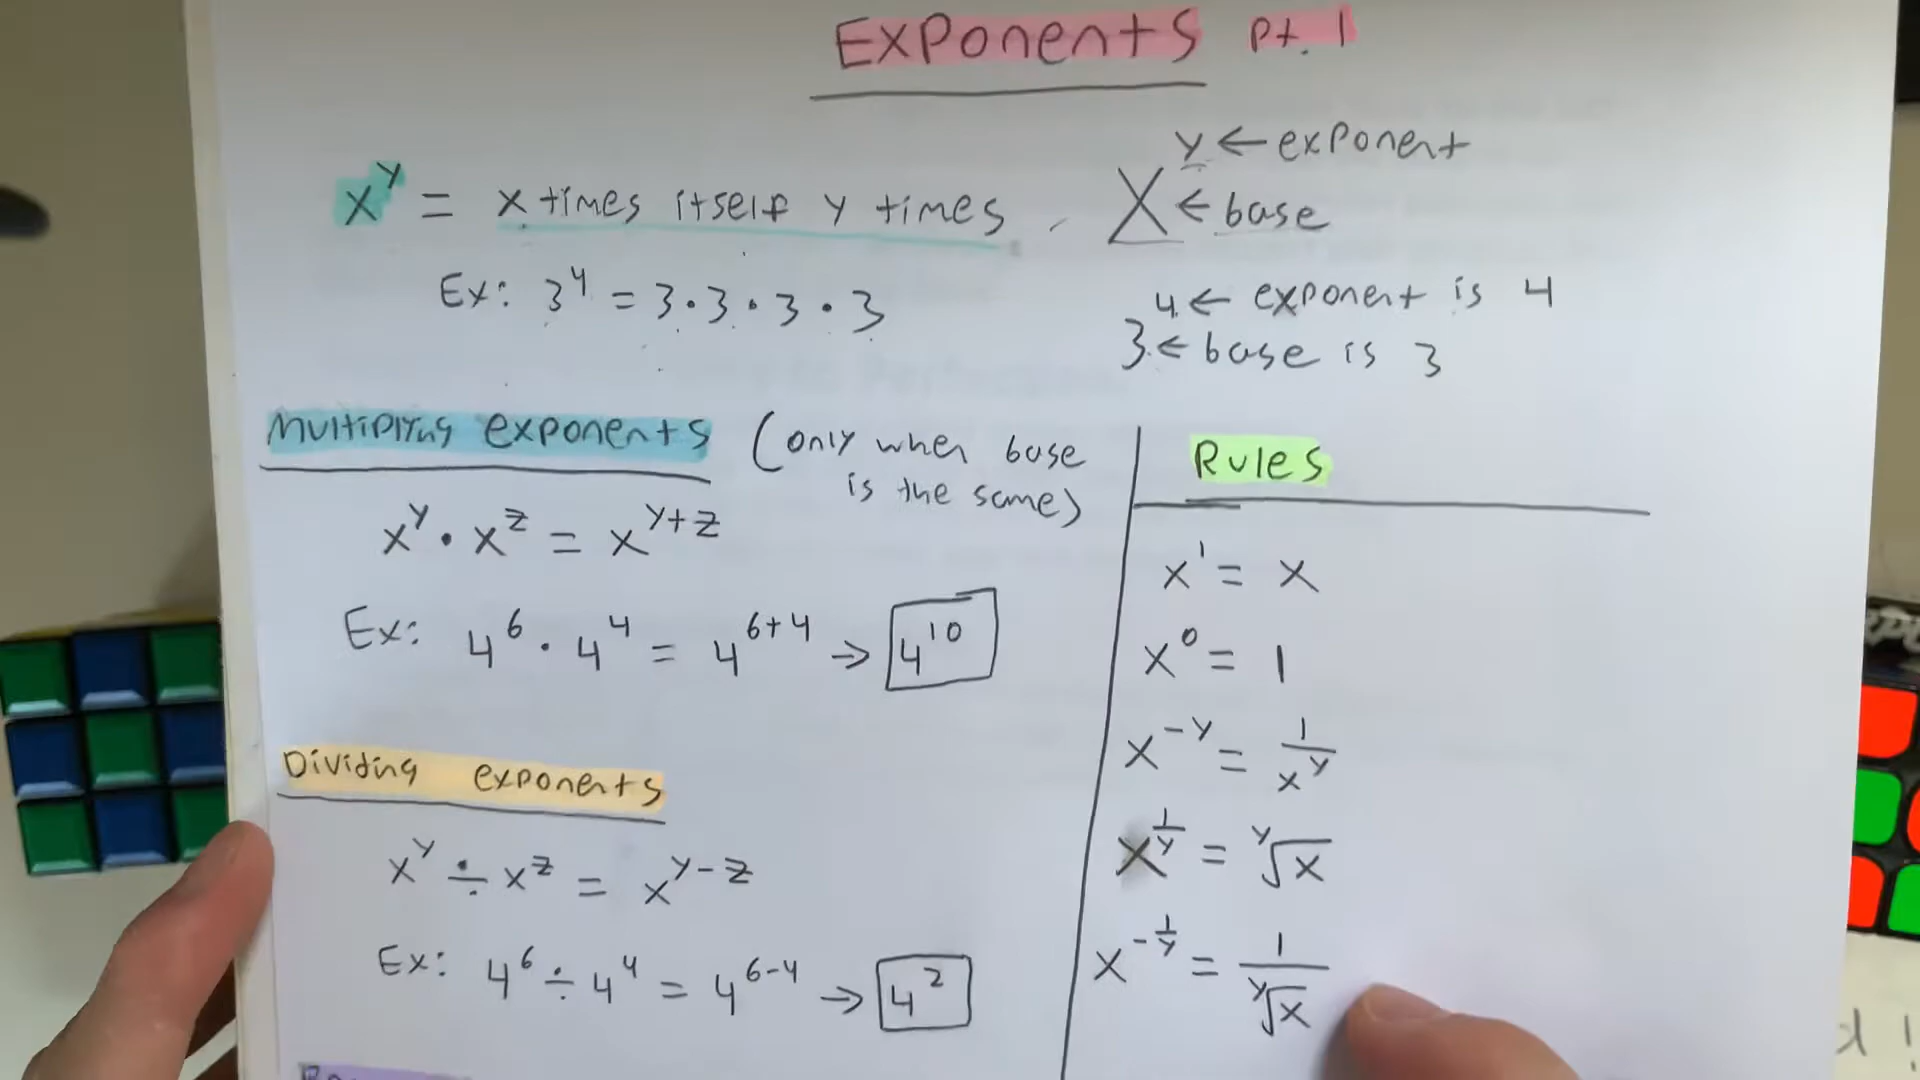 Exponents pt. 1
x^y = x times itself y times
y ← exponent
X ← base
Ex: 3^4 = 3·3·3·3
4 ← exponent is 4
3 ← base is 3
Multiplying exponents (only when base
is the same)
x^y · x^z = x^(y+z)
Ex: 4^6 · 4^4 = 4^(6+4) → 4^10
Dividing exponents
x^y ÷ x^z = x^(y-z)
Ex: 4^6 ÷ 4^4 = 4^(6-4) → 4^2
Rules
x^1 = x
x^0 = 1
x^(-y) = 1/x^y
x^(1/y) = ʸ√x
x^(-1/y) = 1/ʸ√x